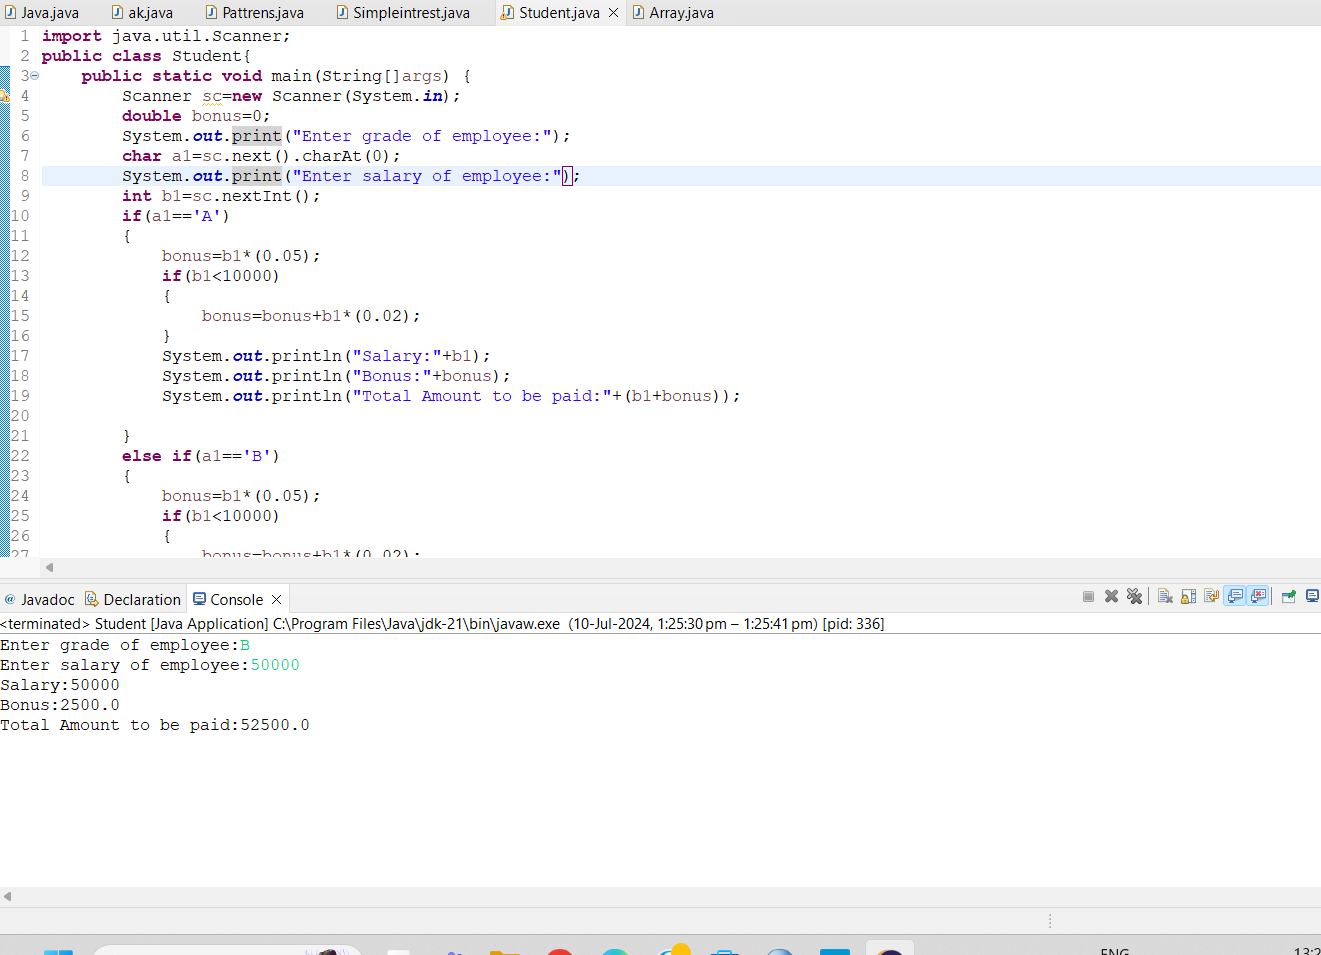 Java.java ak.java Pattrens.java Simpleintrest.java Student.java Array.java
1 import java.util.Scanner;
2 public class Student{
3 public static void main(String[]args) {
4 Scanner sc=new Scanner(System.in);
5 double bonus=0;
6 System.out.print("Enter grade of employee:");
7 char a1=sc.next().charAt(0);
8 System.out.print("Enter salary of employee:");
9 int b1=sc.nextInt();
10 if(a1=='A')
11 {
12 bonus=b1*(0.05);
13 if(b1<10000)
14 {
15 bonus=bonus+b1*(0.02);
16 }
17 System.out.println("Salary:"+b1);
18 System.out.println("Bonus:"+bonus);
19 System.out.println("Total Amount to be paid:"+(b1+bonus));
20
21 }
22 else if(a1=='B')
23 {
24 bonus=b1*(0.05);
25 if(b1<10000)
26 {
27 bonus=bonus+b1*(0.02);
@ Javadoc Declaration Console
<terminated> Student [Java Application] C:\Program Files\Java\jdk-21\bin\javaw.exe (10-Jul-2024, 1:25:30 pm – 1:25:41 pm) [pid: 336]
Enter grade of employee:B
Enter salary of employee:50000
Salary:50000
Bonus:2500.0
Total Amount to be paid:52500.0
ENG